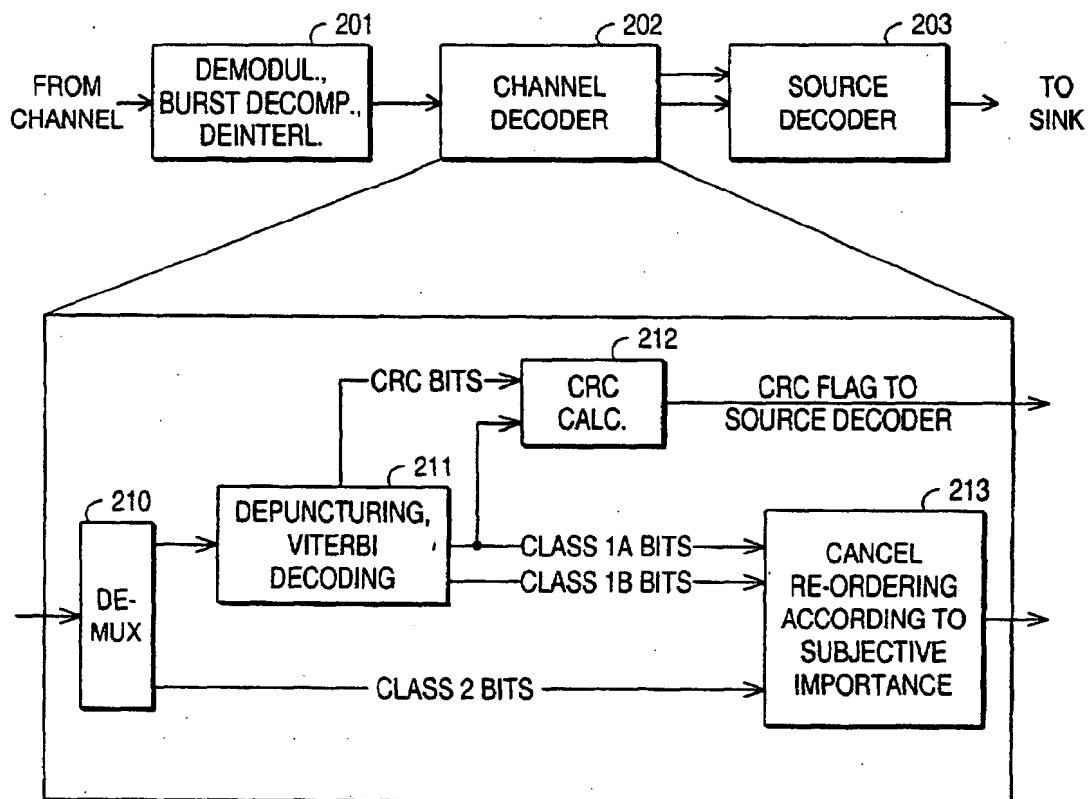 201
202
203
FROM
CHANNEL
DEMODUL.,
BURST DECOMP.,
DEINTERL.
CHANNEL
DECODER
SOURCE
DECODER
TO
SINK
212
CRC BITS
CRC
CALC.
CRC FLAG TO
SOURCE DECODER
210
211
213
DE-
MUX
DEPUNCTURING,
VITERBI
DECODING
CLASS 1A BITS
CLASS 1B BITS
CLASS 2 BITS
CANCEL
RE-ORDERING
ACCORDING TO
SUBJECTIVE
IMPORTANCE